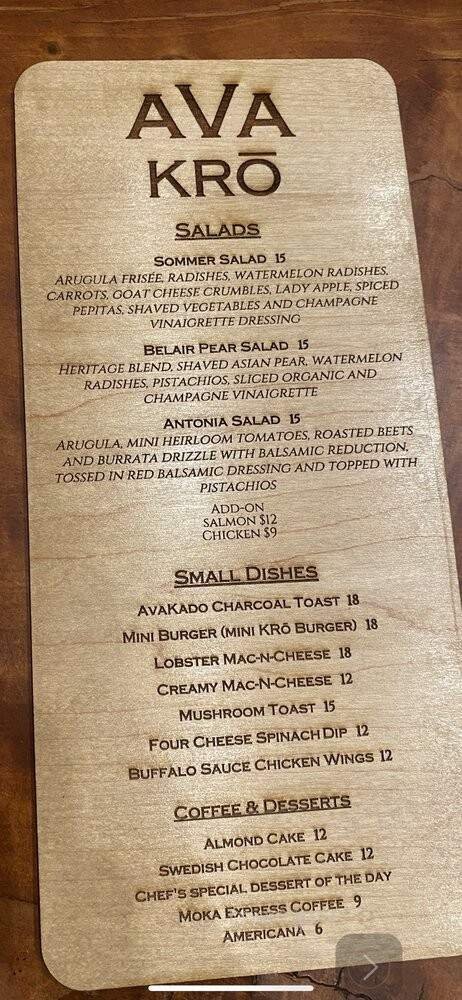 AVA
KRŌ
SALADS
SOMMER SALAD 15
ARUGULA FRISÉE, RADISHES, WATERMELON RADISHES,
CARROTS, GOAT CHEESE CRUMBLES, LADY APPLE, SPICED
PEPITAS, SHAVED VEGETABLES AND CHAMPAGNE
VINAIGRETTE DRESSING
BELAIR PEAR SALAD 15
HERITAGE BLEND, SHAVED ASIAN PEAR, WATERMELON
RADISHES, PISTACHIOS, SLICED ORGANIC AND
CHAMPAGNE VINAIGRETTE
ANTONIA SALAD 15
ARUGULA, MINI HEIRLOOM TOMATOES, ROASTED BEETS
AND BURRATA DRIZZLE WITH BALSAMIC REDUCTION,
TOSSED IN RED BALSAMIC DRESSING AND TOPPED WITH
PISTACHIOS
ADD-ON
SALMON $12
CHICKEN $9
SMALL DISHES
AVAKADO CHARCOAL TOAST 18
MINI BURGER (MINI KRŌ BURGER) 18
LOBSTER MAC-N-CHEESE 18
CREAMY MAC-N-CHEESE 12
MUSHROOM TOAST 15
FOUR CHEESE SPINACH DIP 12
BUFFALO SAUCE CHICKEN WINGS 12
COFFEE & DESSERTS
ALMOND CAKE 12
SWEDISH CHOCOLATE CAKE 12
CHEF'S SPECIAL DESSERT OF THE DAY
MOKA EXPRESS COFFEE 9
AMERICANA 6